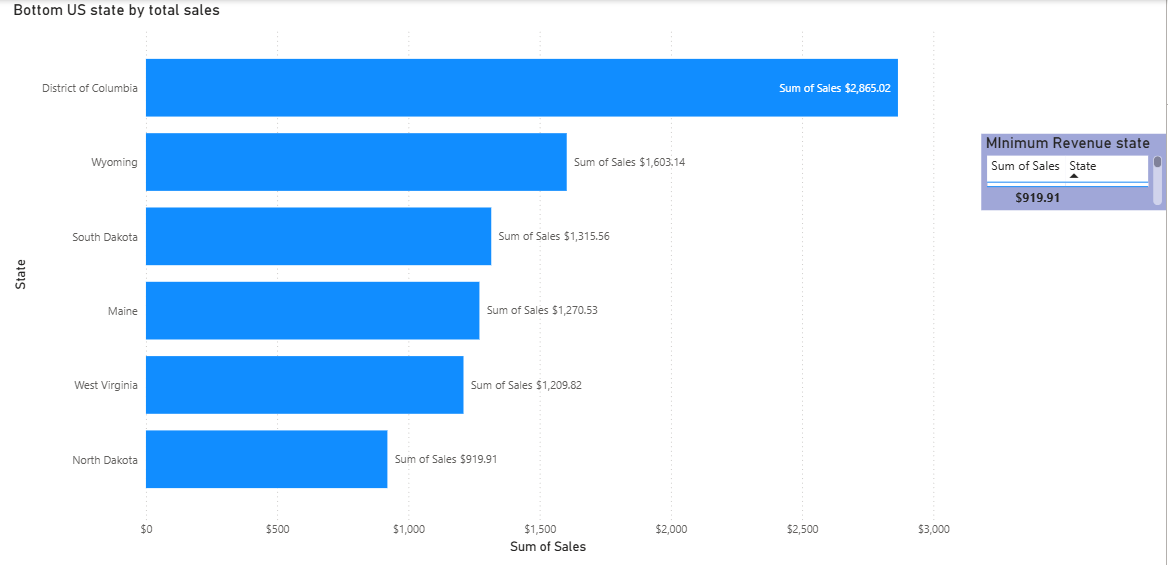 Bottom US state by total sales
District of Columbia
Sum of Sales $2,865.02
Wyoming
Sum of Sales $1,603.14
South Dakota
Sum of Sales $1,315.56
Maine
Sum of Sales $1,270.53
West Virginia
Sum of Sales $1,209.82
North Dakota
Sum of Sales $919.91
State
$0 $500 $1,000 $1,500 $2,000 $2,500 $3,000
Sum of Sales
MInimum Revenue state
Sum of Sales State
$919.91